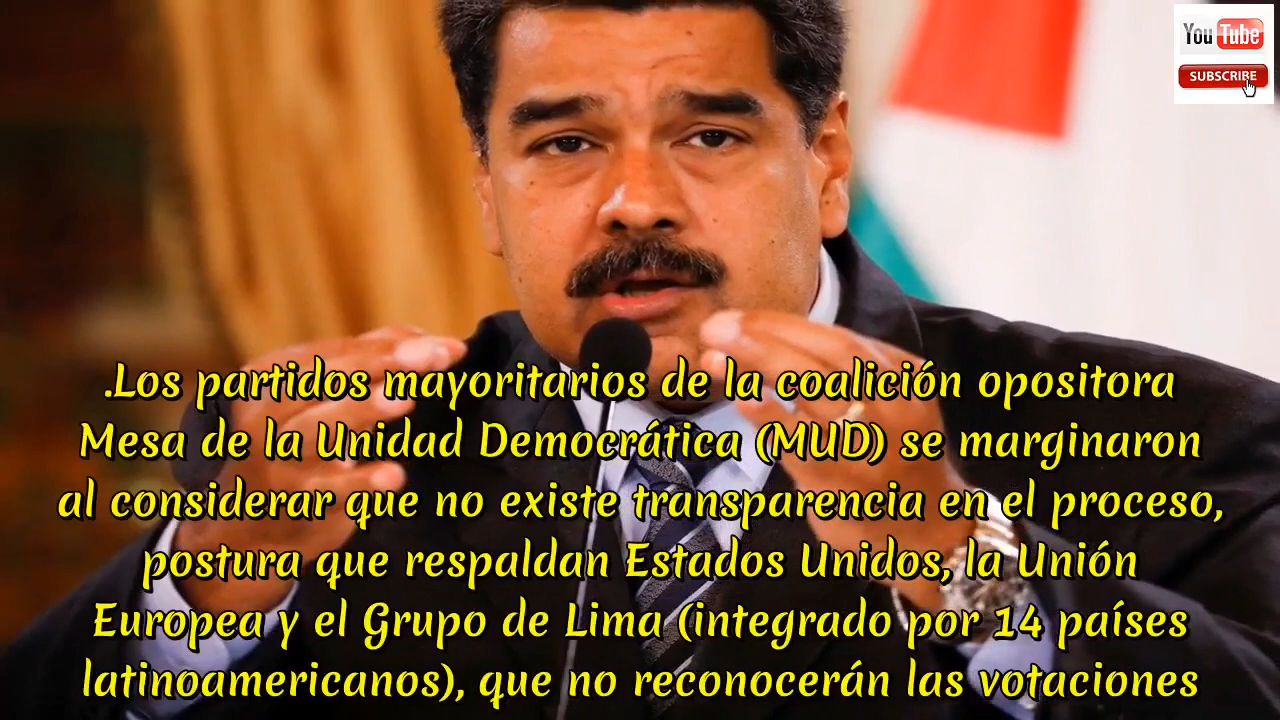 You Tube
SUBSCRIBE
.Los partidos mayoritarios de la coalición opositora
Mesa de la Unidad Democrática (MUD) se marginaron
al considerar que no existe transparencia en el proceso,
postura que respaldan Estados Unidos, la Unión
Europea y el Grupo de Lima (integrado por 14 países
latinoamericanos), que no reconocerán las votaciones